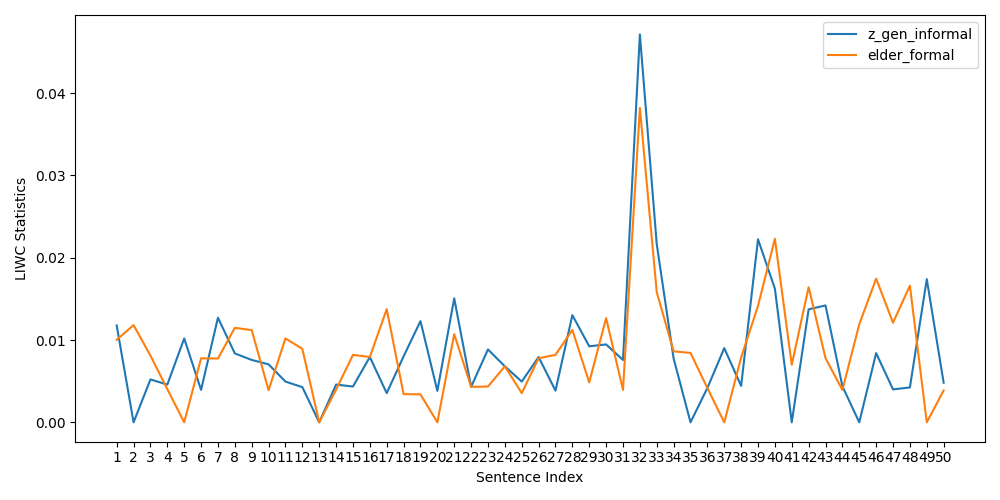 z_gen_informal
elder_formal
LIWC Statistics
0.04
0.03
0.02
0.01
0.00
1 2 3 4 5 6 7 8 9 10 11 12 13 14 15 16 17 18 19 20 21 22 23 24 25 26 27 28 29 30 31 32 33 34 35 36 37 38 39 40 41 42 43 44 45 46 47 48 49 50
Sentence Index